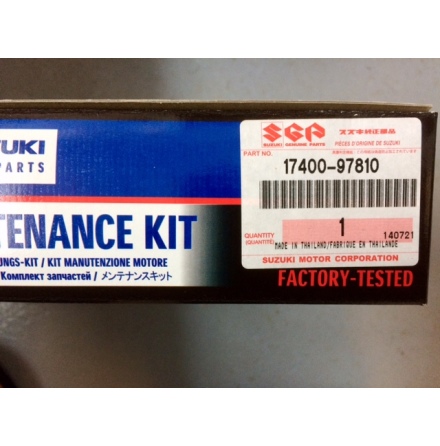 UKI
PARTS
TENANCE KIT
NGS-KIT / KIT MANUTENZIONE MOTORE
Комплект запчастей / メンテナンスキット
SGP スズキ純正部品
SUZUKI GENUINE PARTS PIÈCES D'ORIGINE DE SUZUKI
PART NO.
17400-97810
QUANTITY
(QUANTITÉ)
1
140721
MADE IN THAILAND/FABRIQUE EN THAILANDE
SUZUKI MOTOR CORPORATION
FACTORY-TESTED